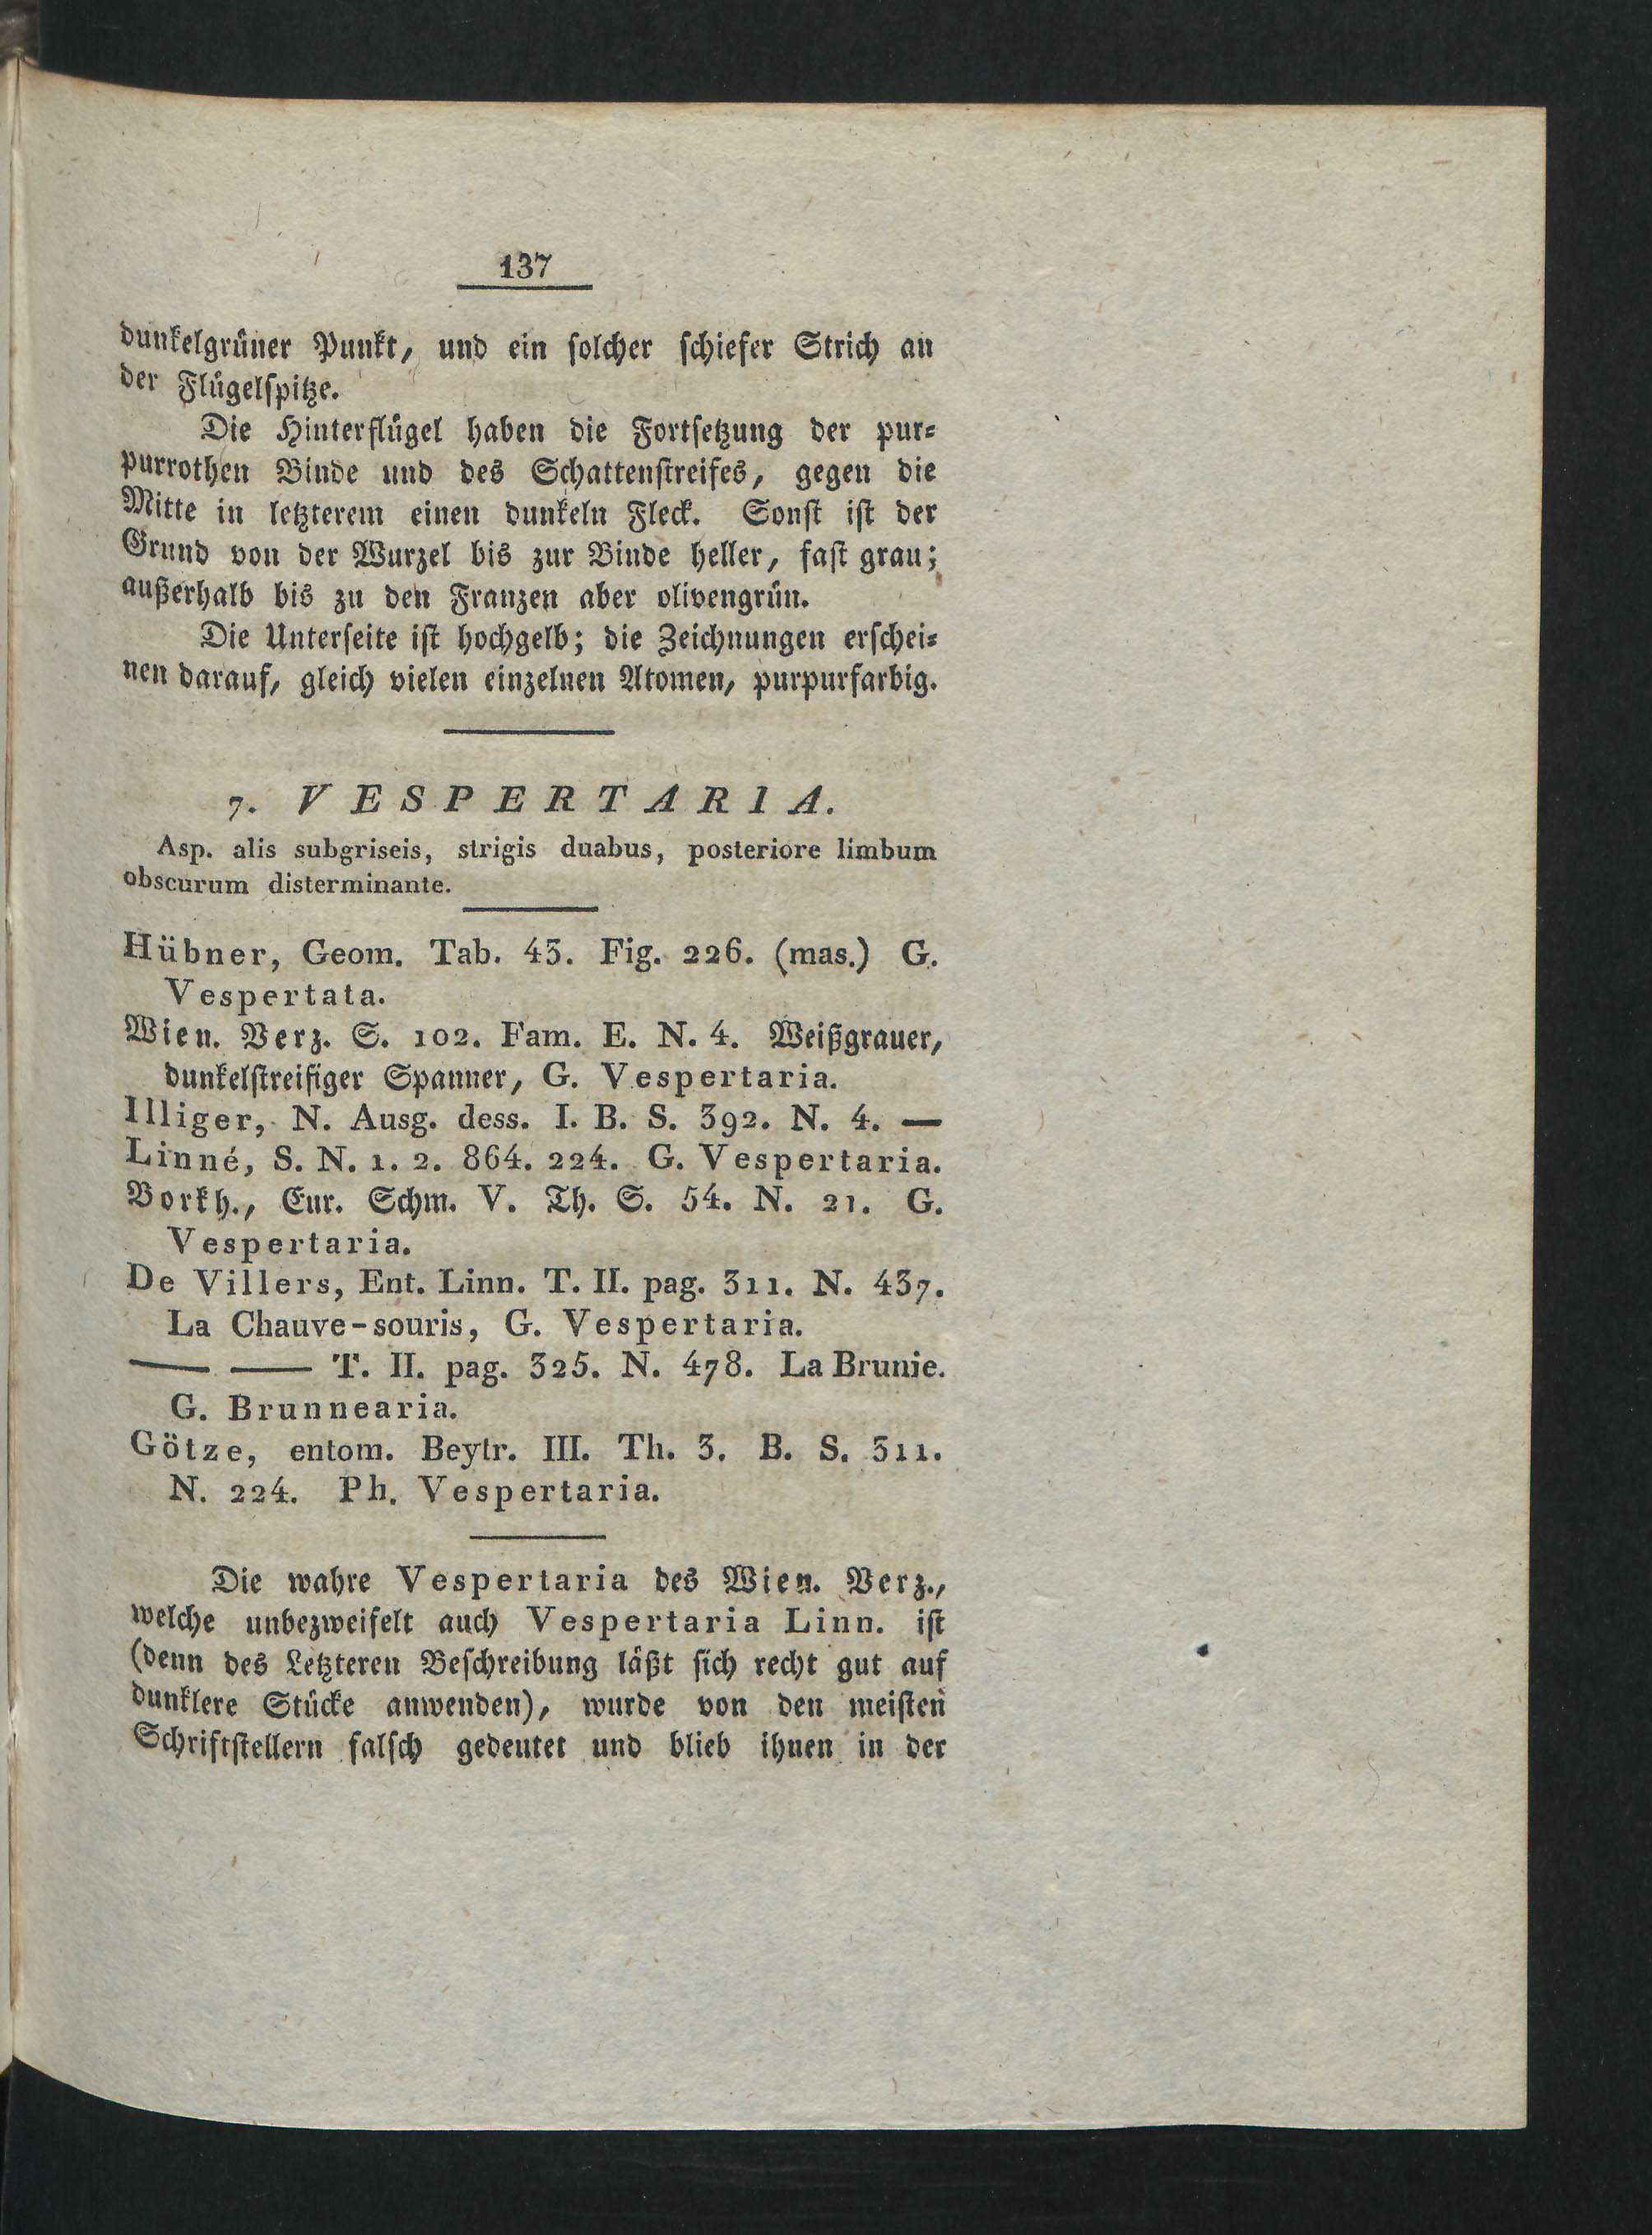 137
dunkelgrüner Punkt, und ein solcher schiefer Strich an
der Flügelspitze.
Die Hinterflügel haben die Fortsetzung der pur-
purrothen Binde und des Schattenstreifes, gegen die
Mitte in letzterem einen dunkeln Fleck. Sonst ist der
Grund von der Wurzel bis zur Binde heller, fast grau;
außerhalb bis zu den Franzen aber olivengrün.
Die Unterseite ist hochgelb; die Zeichnungen erschei-
nen darauf, gleich vielen einzelnen Atomen, purpurfarbig.
7. VESPERTARIA.
Asp. alis subgriseis, strigis duabus, posteriore limbum
obscurum disterminante.
Hübner, Geom. Tab. 43. Fig. 226. (mas.) G.
Vespertata.
Wien. Verz. S. 102. Fam. E. N. 4. Weißgrauer,
dunkelstreifiger Spanner, G. Vespertaria.
Illiger, N. Ausg. dess. I. B. S. 392. N. 4. —
Linné, S. N. 1. 2. 864. 224. G. Vespertaria.
Borkh., Eur. Schm. V. Th. S. 54. N. 21. G.
Vespertaria.
De Villers, Ent. Linn. T. II. pag. 311. N. 437.
La Chauve-souris, G. Vespertaria.
— — T. II. pag. 325. N. 478. La Brunie.
G. Brunnearia.
Götze, entom. Beytr. III. Th. 3. B. S. 311.
N. 224. Ph. Vespertaria.
Die wahre Vespertaria des Wien. Verz.,
welche unbezweifelt auch Vespertaria Linn. ist
(denn des Letzteren Beschreibung läßt sich recht gut auf
dunklere Stücke anwenden), wurde von den meisten
Schriftstellern falsch gedeutet und blieb ihnen in der